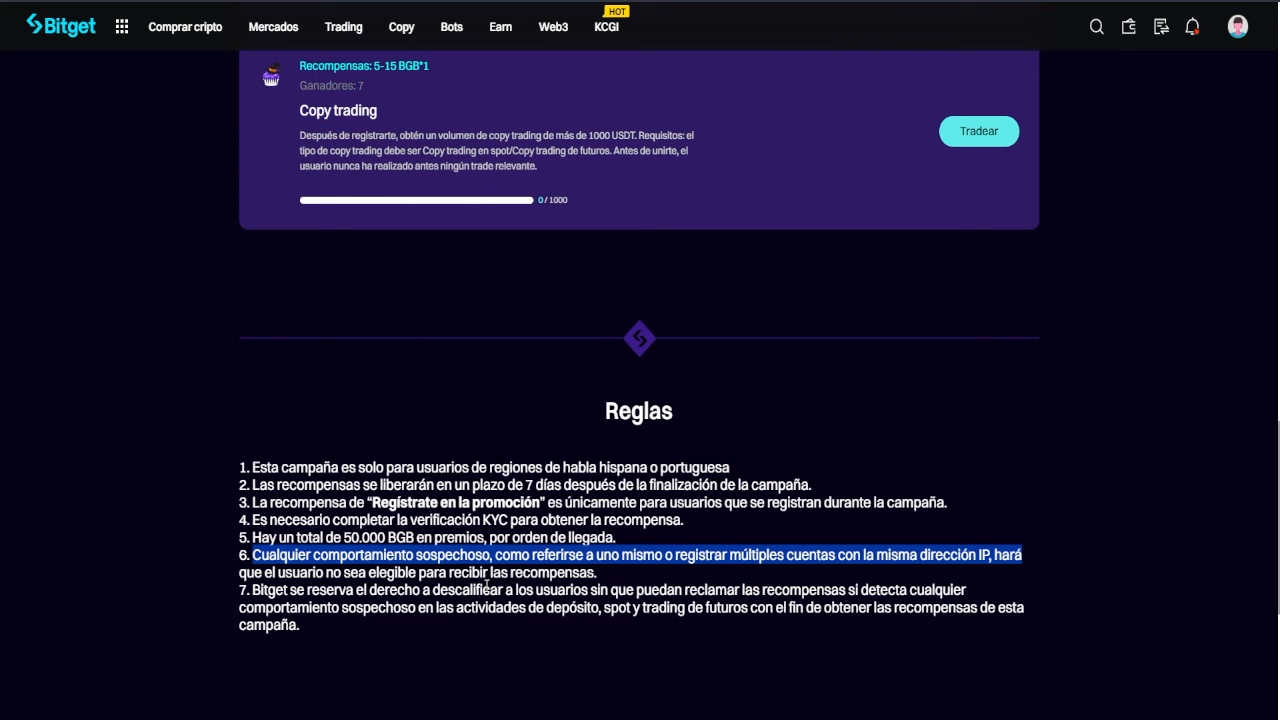 Bitget
Comprar cripto
Mercados
Trading
Copy
Bots
Earn
Web3
HOT
KCGI
Recompensas: 5-15 BGB*1
Ganadores: 7
Copy trading
Después de registrarte, obtén un volumen de copy trading de más de 1000 USDT. Requisitos: el
tipo de copy trading debe ser Copy trading en spot/Copy trading de futuros. Antes de unirte, el
usuario nunca ha realizado antes ningún trade relevante.
Tradear
0 / 1000
Reglas
1. Esta campaña es solo para usuarios de regiones de habla hispana o portuguesa
2. Las recompensas se liberarán en un plazo de 7 días después de la finalización de la campaña.
3. La recompensa de “Regístrate en la promoción” es únicamente para usuarios que se registran durante la campaña.
4. Es necesario completar la verificación KYC para obtener la recompensa.
5. Hay un total de 50.000 BGB en premios, por orden de llegada.
6. Cualquier comportamiento sospechoso, como referirse a uno mismo o registrar múltiples cuentas con la misma dirección IP, hará
que el usuario no sea elegible para recibir las recompensas.
7. Bitget se reserva el derecho a descalificar a los usuarios sin que puedan reclamar las recompensas si detecta cualquier
comportamiento sospechoso en las actividades de depósito, spot y trading de futuros con el fin de obtener las recompensas de esta
campaña.